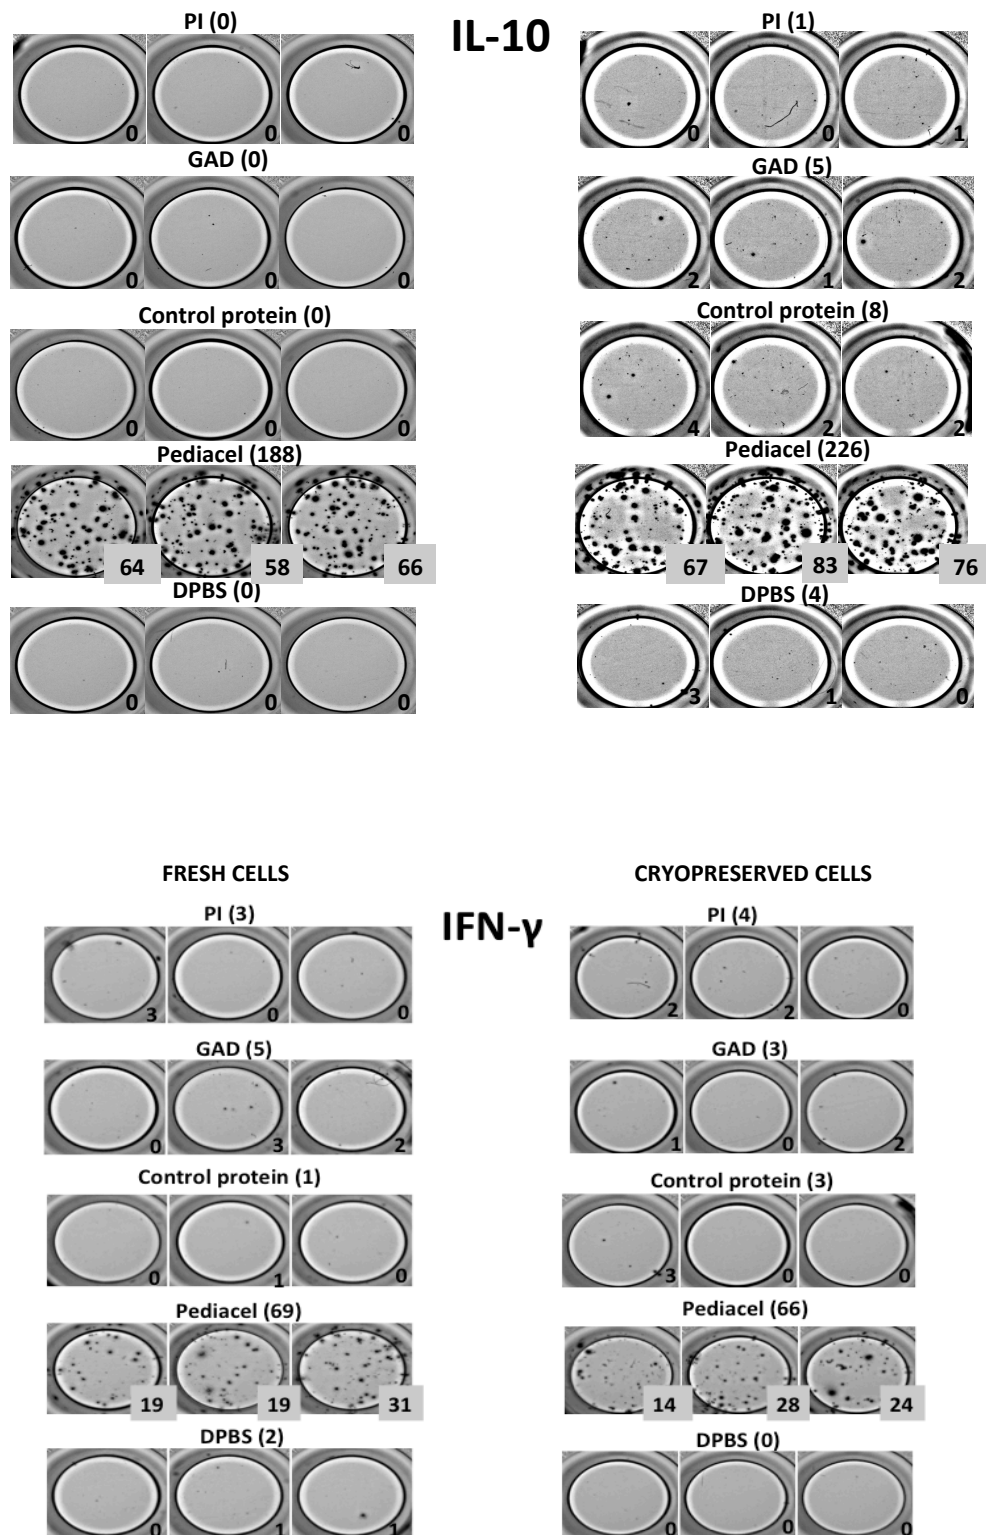 PI (0)
IL-10
PI (1)
0 0 0
0 0 1
GAD (0)
GAD (5)
0 0 0
2 1 2
Control protein (0)
Control protein (8)
0 0 0
4 2 2
Pediacel (188)
Pediacel (226)
64 58 66
67 83 76
DPBS (0)
DPBS (4)
0 0 0
3 1 0
FRESH CELLS
CRYOPRESERVED CELLS
PI (3)
IFN-γ
PI (4)
3 0 0
2 2 0
GAD (5)
GAD (3)
0 3 2
1 0 2
Control protein (1)
Control protein (3)
0 1 0
3 0 0
Pediacel (69)
Pediacel (66)
19 19 31
14 28 24
DPBS (2)
DPBS (0)
0 1 1
0 0 0